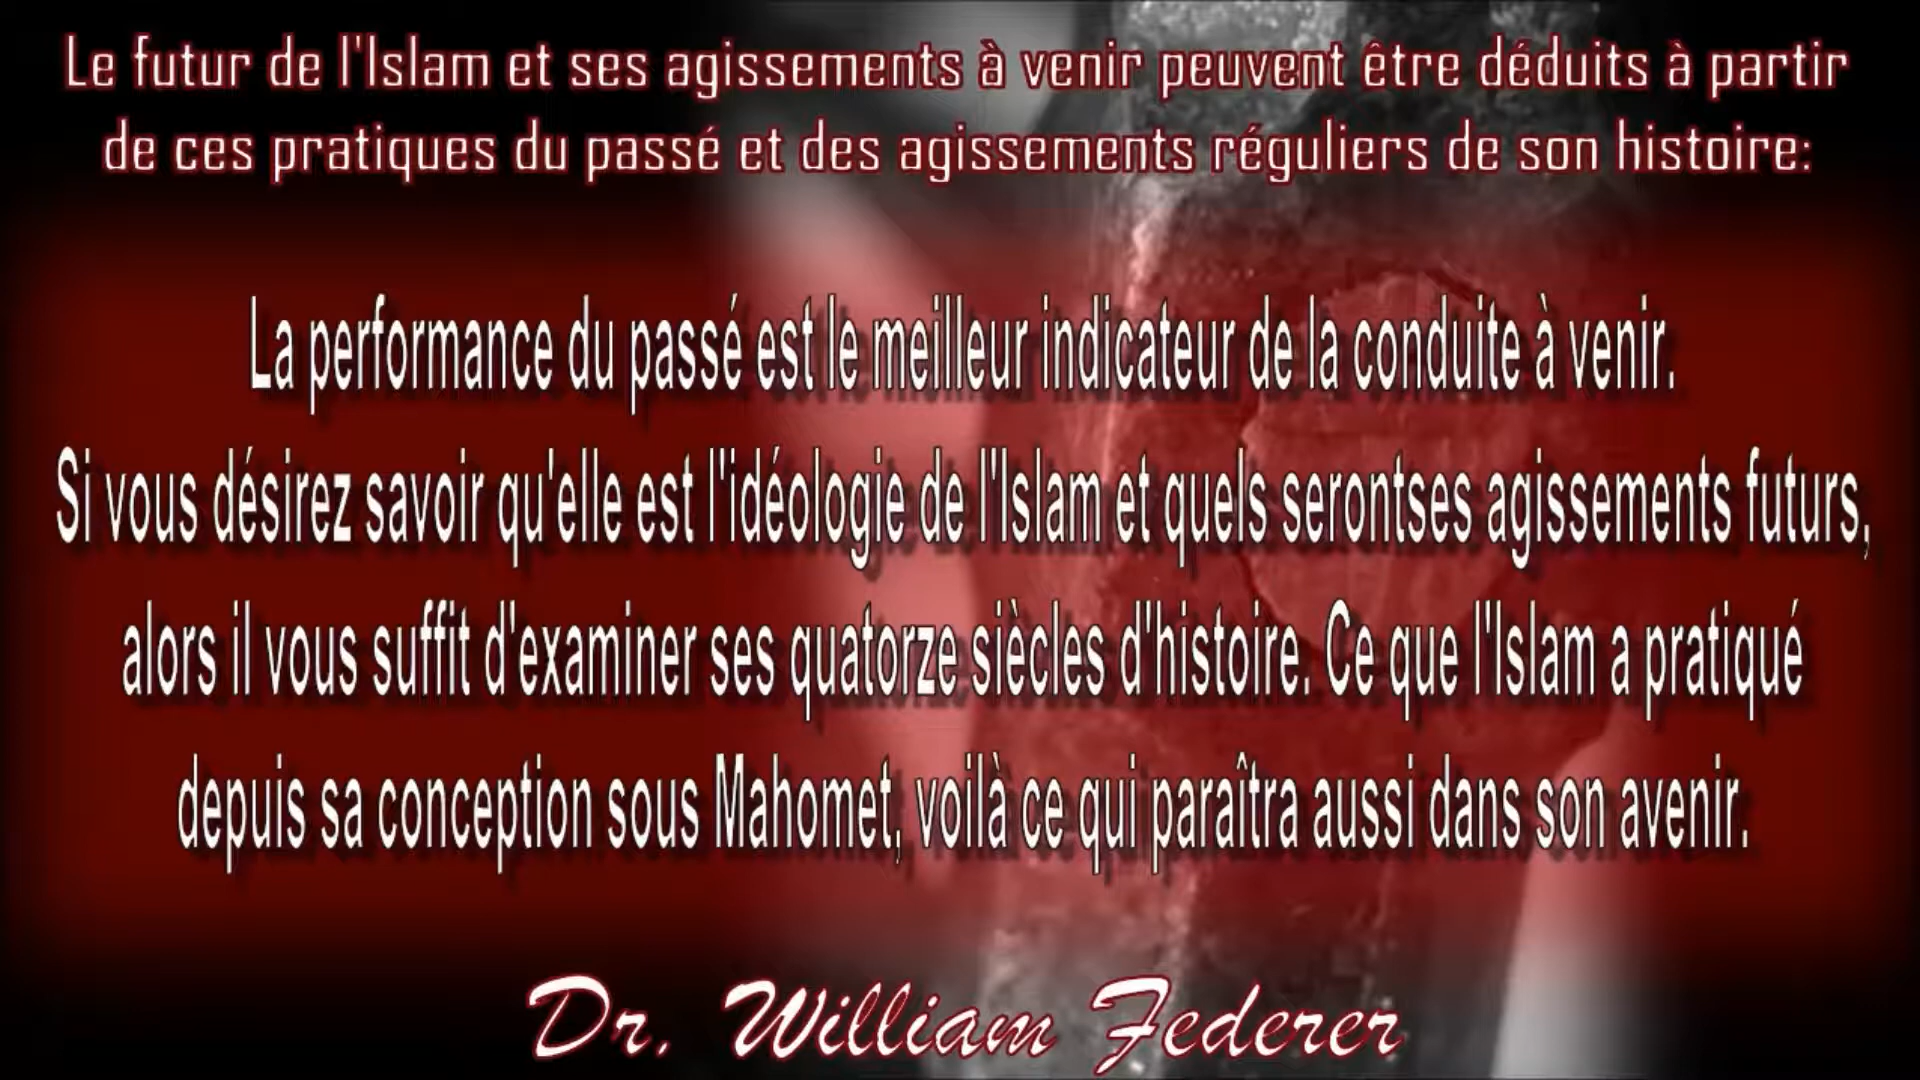 Le futur de l'Islam et ses agissements à venir peuvent être déduits à partir
de ces pratiques du passé et des agissements réguliers de son histoire:
La performance du passé est le meilleur indicateur de la conduite à venir.
Si vous désirez savoir qu'elle est l'idéologie de l'Islam et quels serontses agissements futurs,
alors il vous suffit d'examiner ses quatorze siècles d'histoire. Ce que l'Islam a pratiqué
depuis sa conception sous Mahomet, voilà ce qui paraîtra aussi dans son avenir.
Dr. William Federer